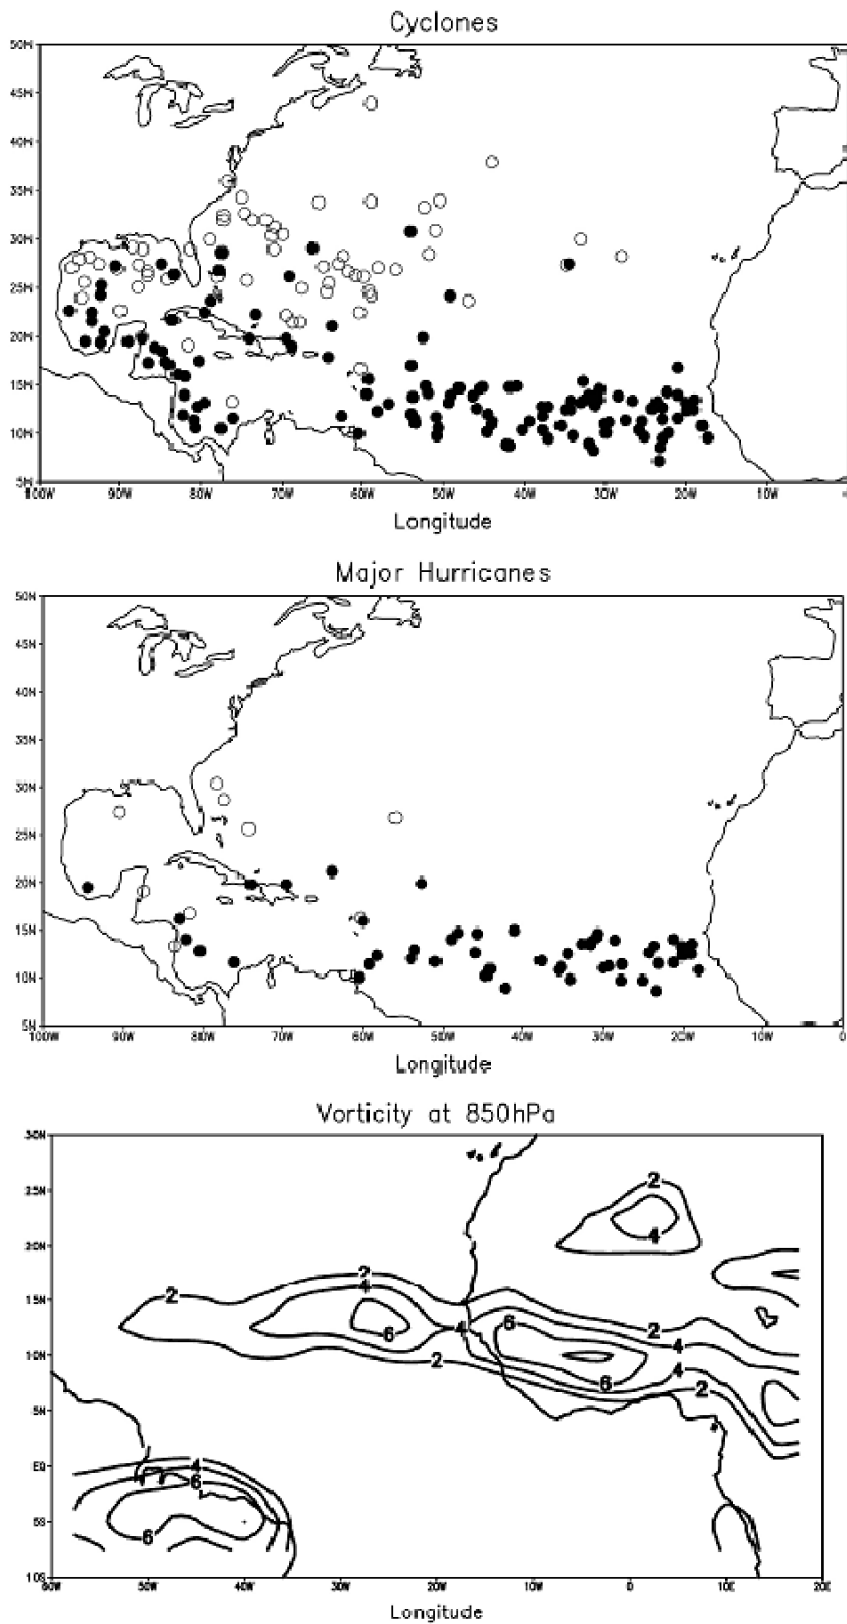 Cyclones
50N
45N
40N
35N
30N
25N
20N
15N
10N
5N
100W 90W 80W 70W 60W 50W 40W 30W 20W 10W
Longitude
Major Hurricanes
50N
45N
40N
35N
30N
25N
20N
15N
10N
5N
100W 90W 80W 70W 60W 50W 40W 30W 20W 10W 0
Longitude
Vorticity at 850hPa
30N
2
25N
4
20N
2
4
2
15N
6
2
6
4
4
10N
2
4
6
2
5N
EQ
4
6
5S
6
10S
60W 50W 40W 30W 20W 10W 0 10E 20E
Longitude